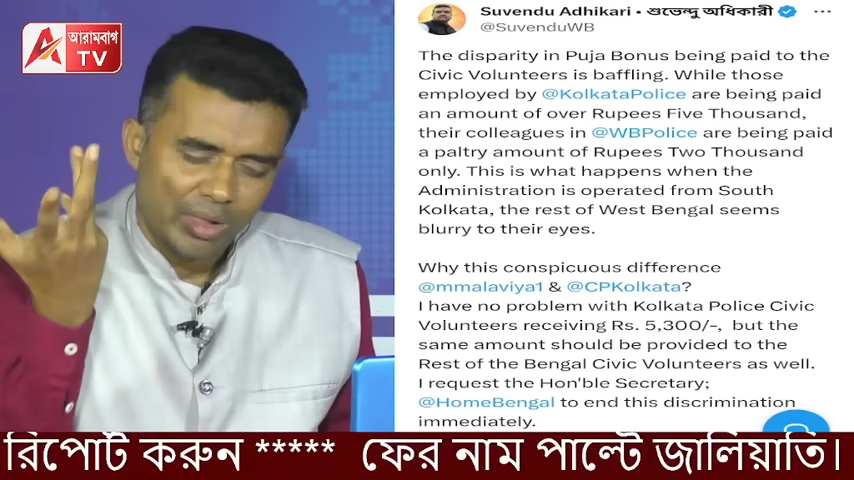 আরামবাগ
TV
Suvendu Adhikari • শুভেন্দু অধিকারী
@SuvenduWB
The disparity in Puja Bonus being paid to the
Civic Volunteers is baffling. While those
employed by @KolkataPolice are being paid
an amount of over Rupees Five Thousand,
their colleagues in @WBPolice are being paid
a paltry amount of Rupees Two Thousand
only. This is what happens when the
Administration is operated from South
Kolkata, the rest of West Bengal seems
blurry to their eyes.
Why this conspicuous difference
@mmalaviya1 & @CPKolkata?
I have no problem with Kolkata Police Civic
Volunteers receiving Rs. 5,300/-, but the
same amount should be provided to the
Rest of the Bengal Civic Volunteers as well.
I request the Hon'ble Secretary;
@HomeBengal to end this discrimination
immediately.
রিপোর্ট করুন ***** ফের নাম পাল্টে জালিয়াতি।